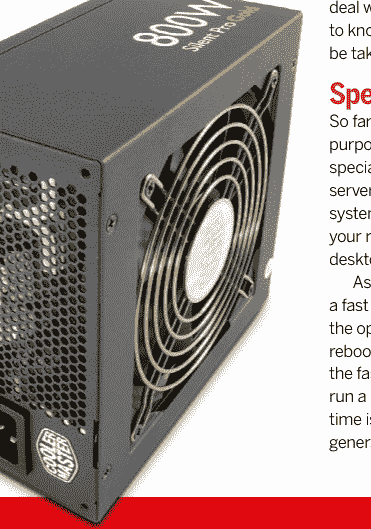 800W
Silent Pro Gold
COOLER
MASTER
deal w
to kno
be tak
Spe
So far
purpo
specia
server
system
your r
deskto
As
a fast
the op
reboo
the fas
run a
time is
gener